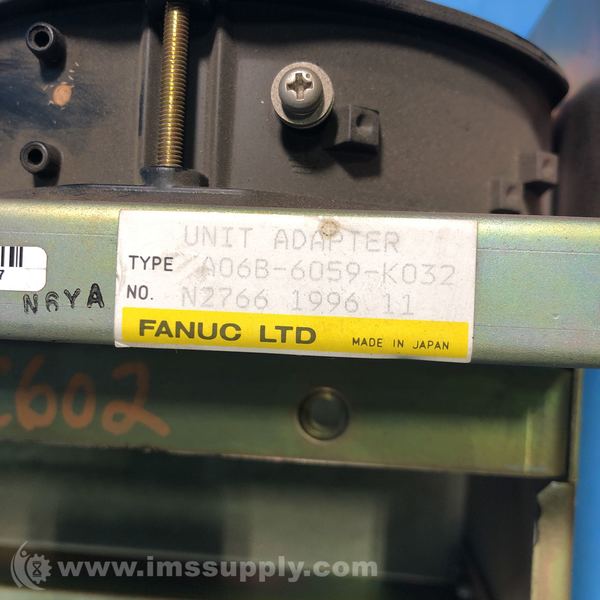 UNIT ADAPTER
TYPE A06B-6059-K032
NO. N2766 1996.11
FANUC LTD MADE IN JAPAN
7
N6YA
C602
www.imssupply.com